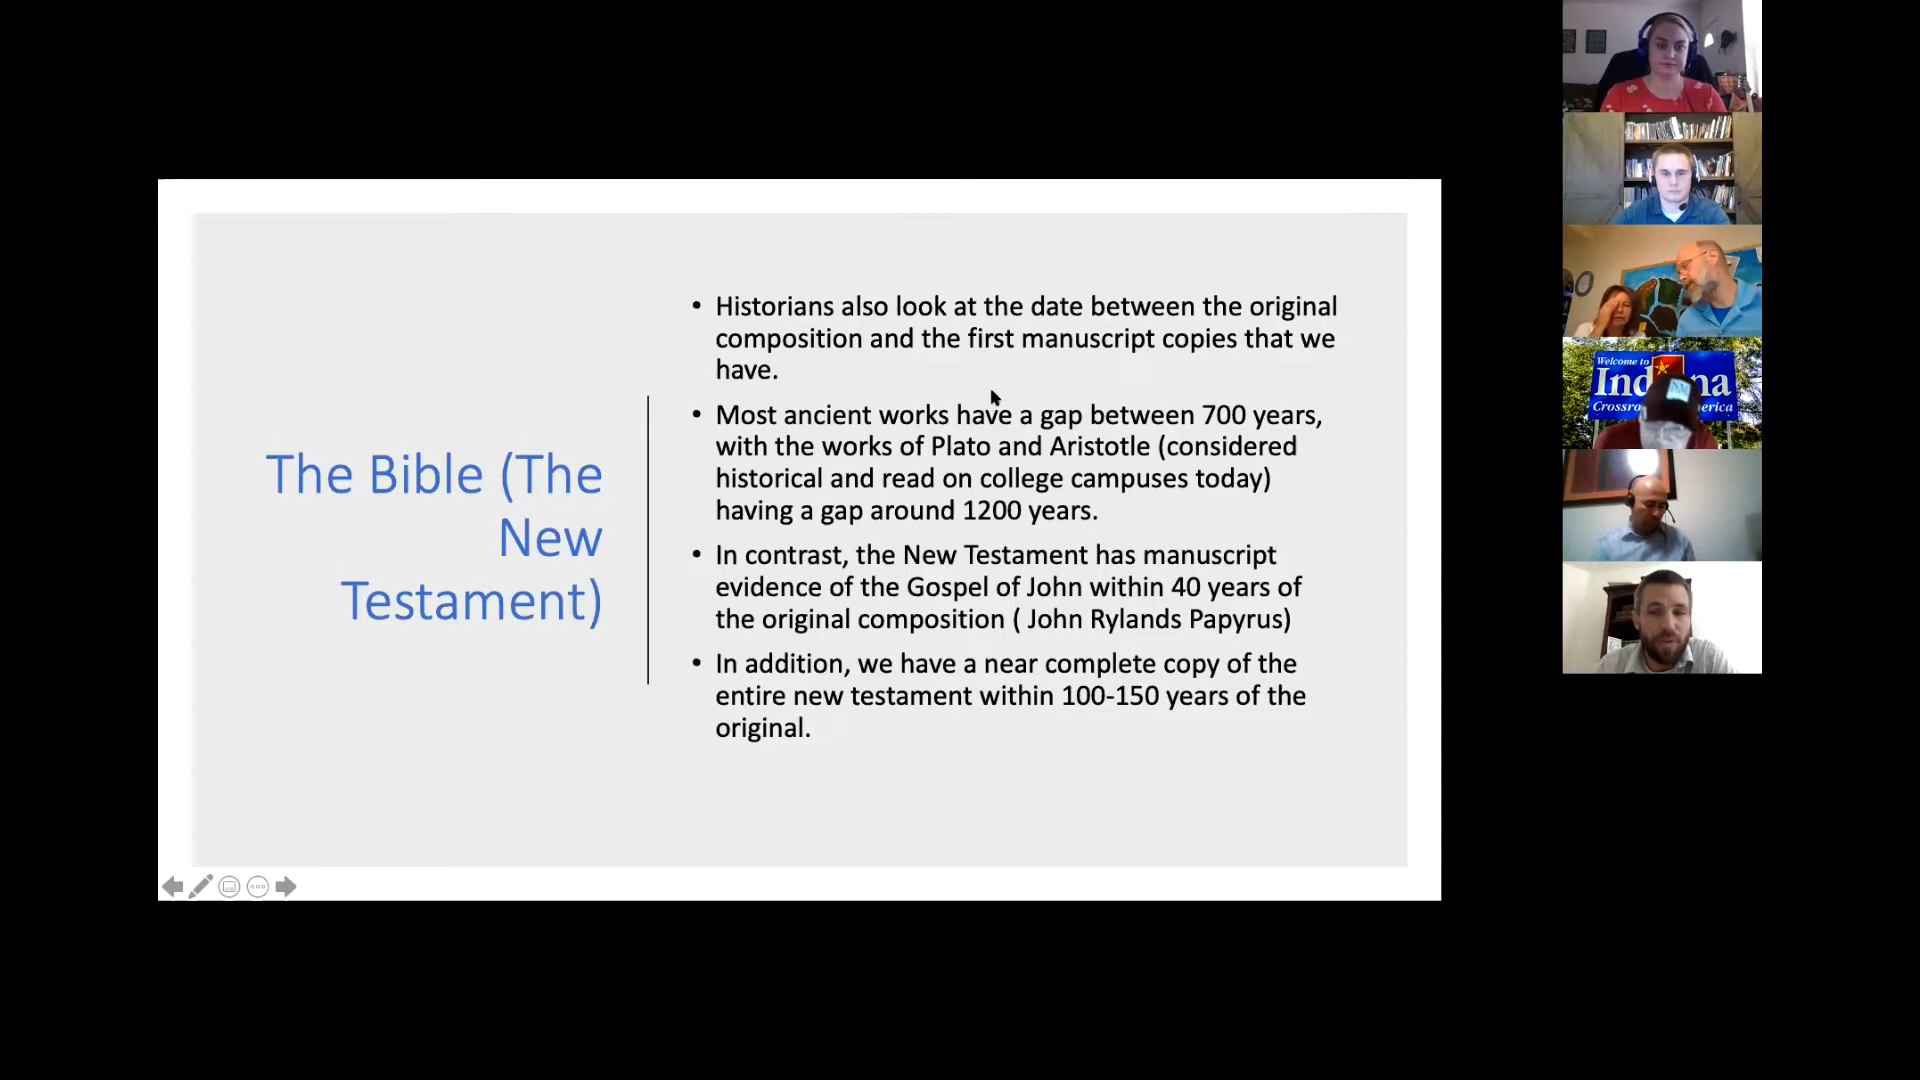 The Bible (The
New
Testament)
• Historians also look at the date between the original
composition and the first manuscript copies that we
have.
• Most ancient works have a gap between 700 years,
with the works of Plato and Aristotle (considered
historical and read on college campuses today)
having a gap around 1200 years.
• In contrast, the New Testament has manuscript
evidence of the Gospel of John within 40 years of
the original composition ( John Rylands Papyrus)
• In addition, we have a near complete copy of the
entire new testament within 100-150 years of the
original.
Welcome to